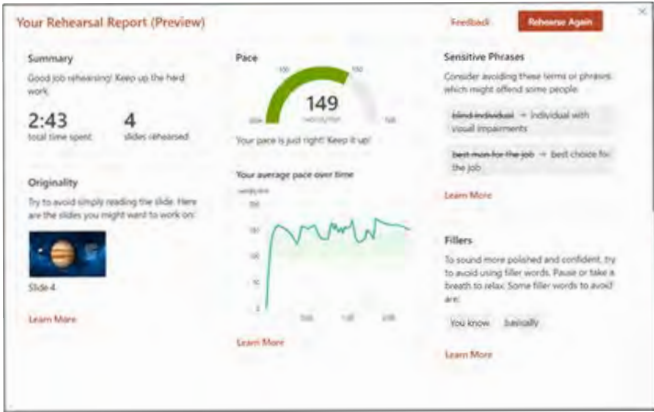 Your Rehearsal Report (Preview)
Feedback
Rehearse Again
Summary
Good job rehearsing! Keep up the hard
work.
2:43
total time spent
4
slides rehearsed
Originality
Try to avoid simply reading the slide. Here
are the slides you might want to work on:
Slide 4
Learn More
Pace
100
150
149
Your pace is just right! Keep it up!
Your average pace over time
Learn More
Sensitive Phrases
Consider avoiding these terms or phrases
which might offend some people.
blind individual → individual with
visual impairments
best man for the job → best choice for
the job
Learn More
Fillers
To sound more polished and confident, try
to avoid using filler words. Pause or take a
breath to relax. Some filler words to avoid
are:
You know basically
Learn More